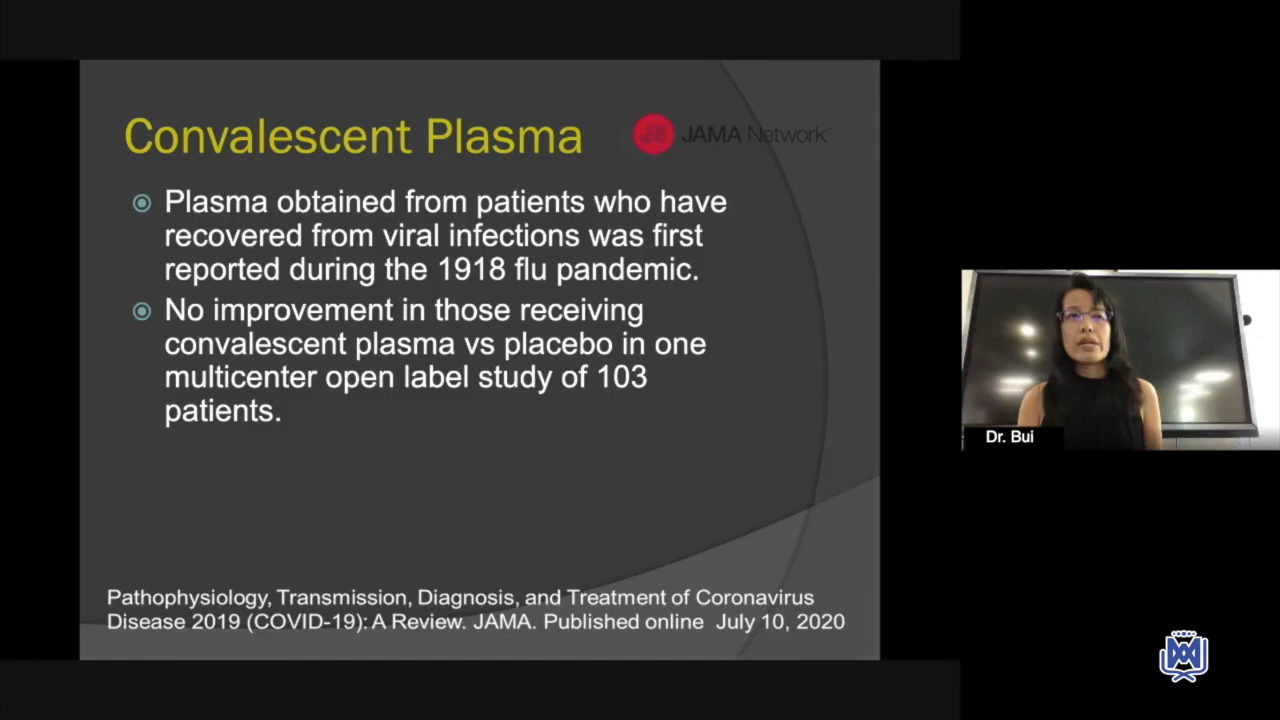 Convalescent Plasma
JAMA Network
Plasma obtained from patients who have
recovered from viral infections was first
reported during the 1918 flu pandemic.
No improvement in those receiving
convalescent plasma vs placebo in one
multicenter open label study of 103
patients.
Pathophysiology, Transmission, Diagnosis, and Treatment of Coronavirus
Disease 2019 (COVID-19): A Review. JAMA. Published online July 10, 2020
Dr. Bui